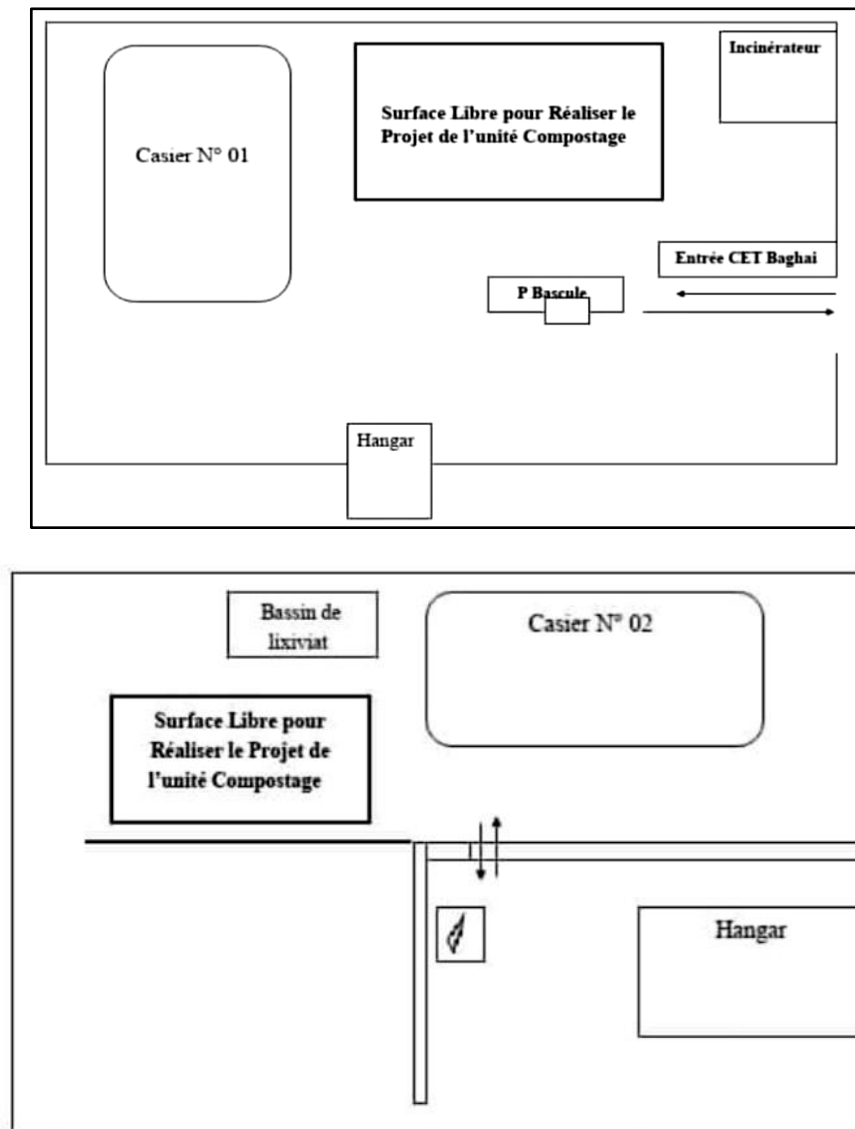 Incinérateur
Surface Libre pour Réaliser le
Projet de l'unité Compostage
Casier N° 01
Entrée CET Baghai
P Bascule
Hangar
Bassin de
lixiviat
Casier N° 02
Surface Libre pour
Réaliser le Projet de
l'unité Compostage
Hangar